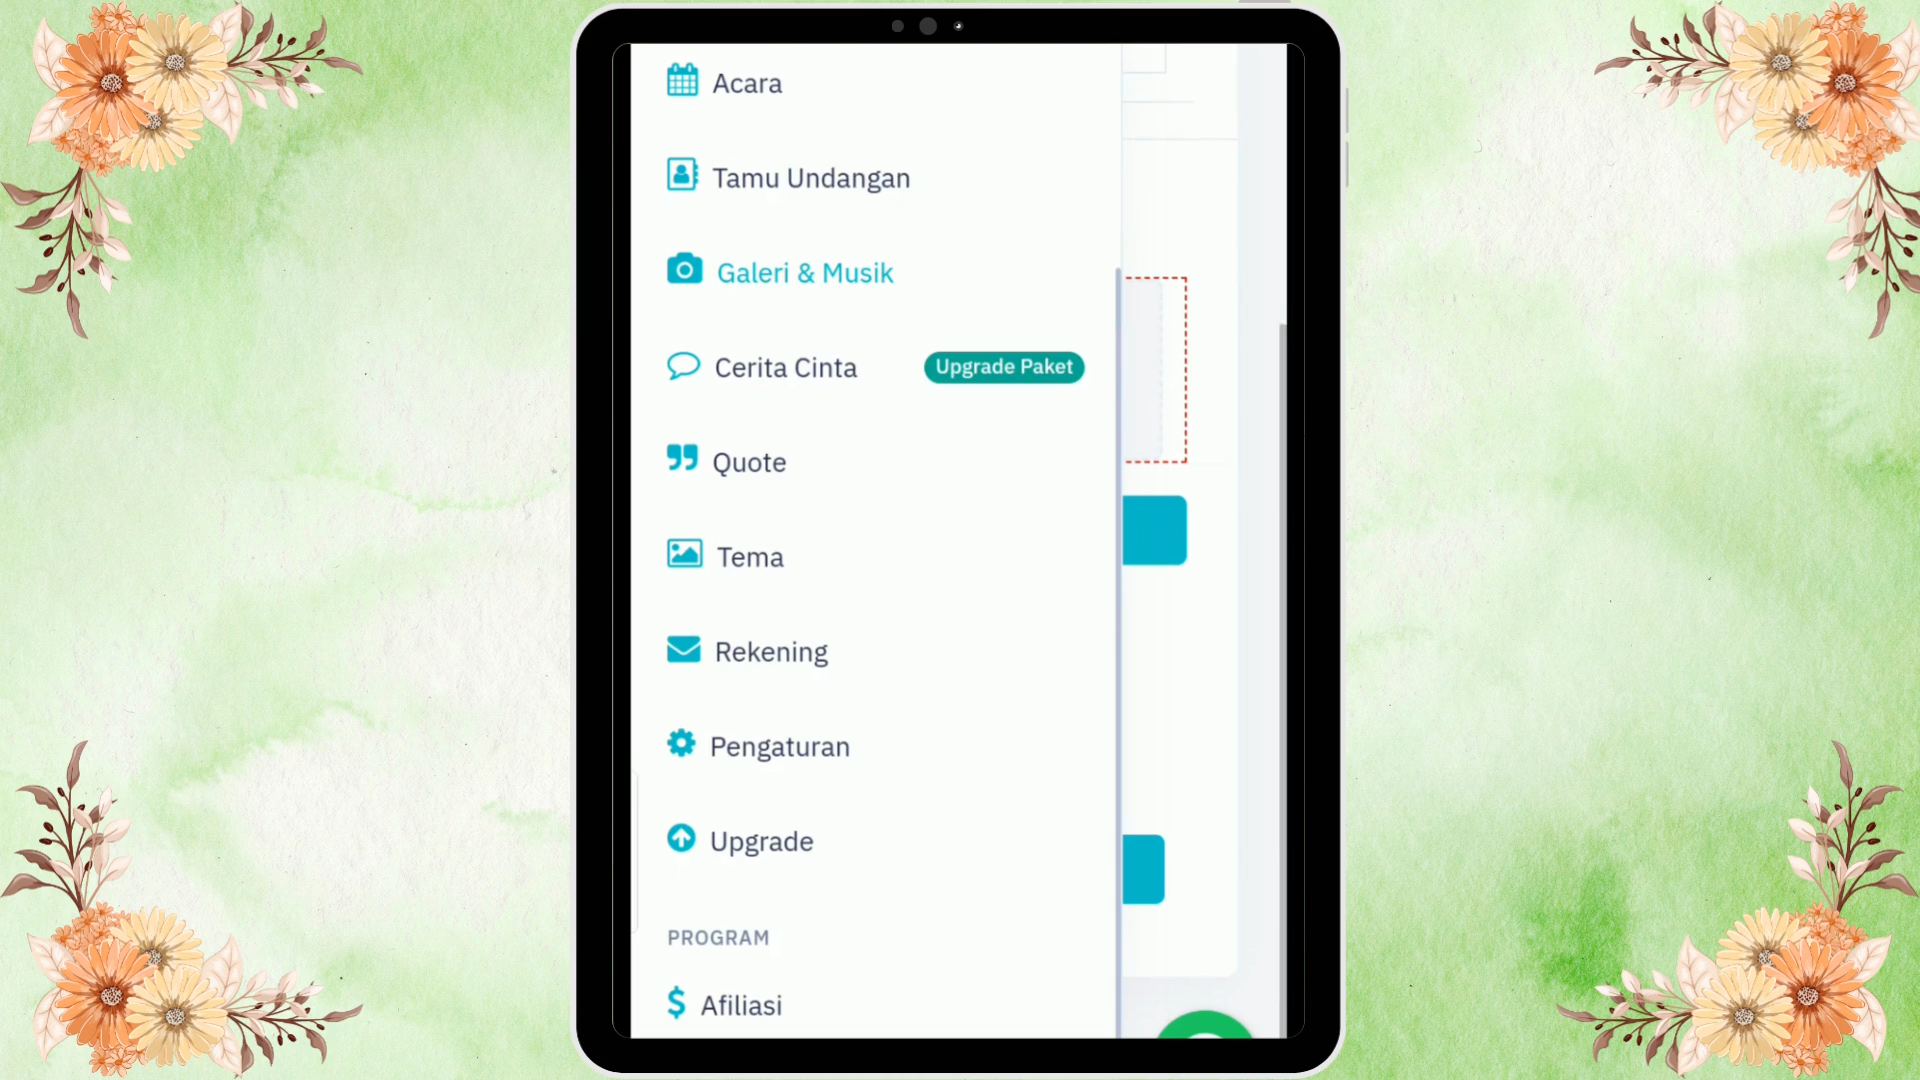 Acara
Tamu Undangan
Galeri & Musik
Cerita Cinta Upgrade Paket
Quote
Tema
Rekening
Pengaturan
Upgrade
PROGRAM
Afiliasi